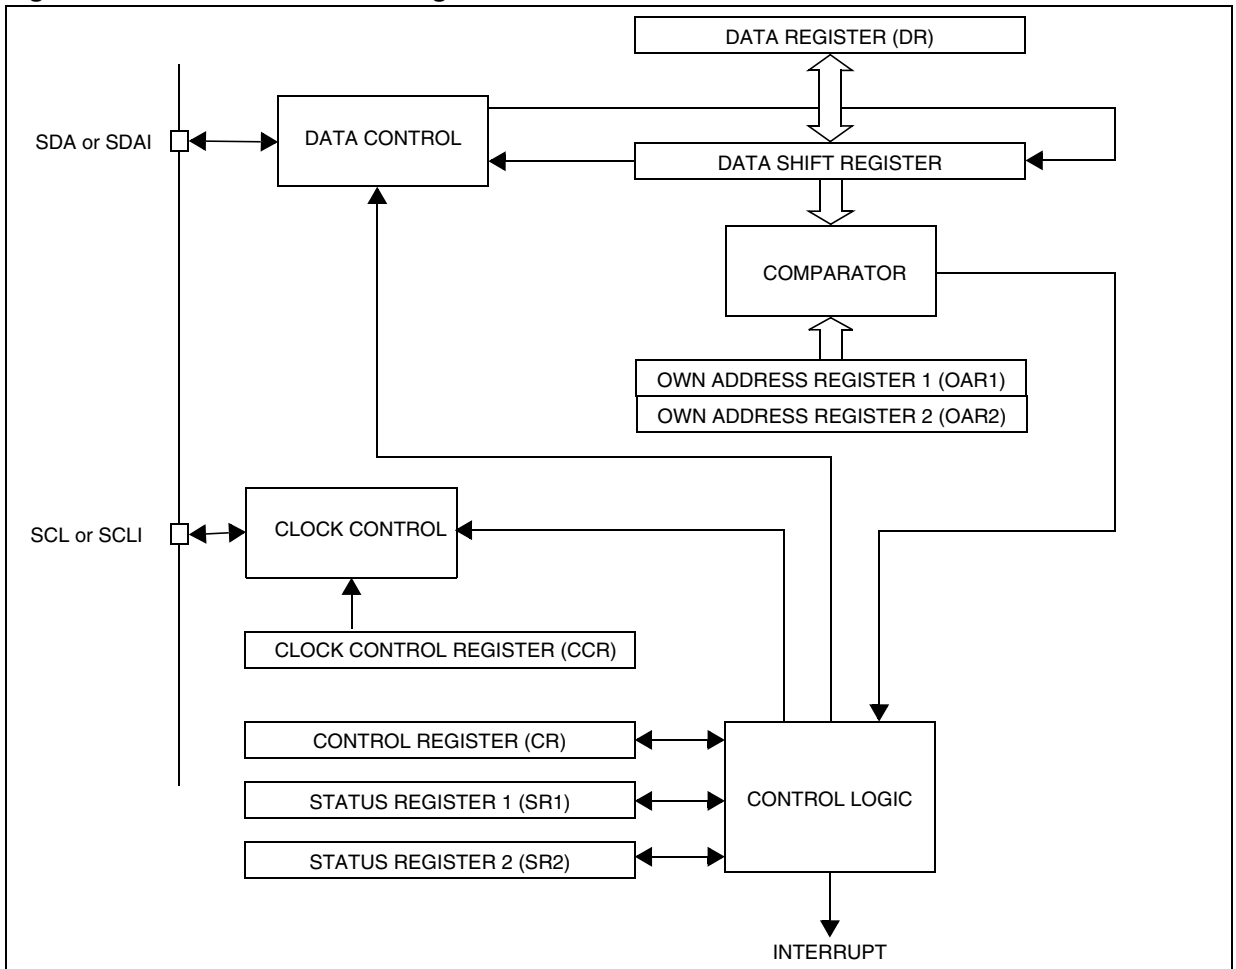 DATA REGISTER (DR)
SDA or SDAI
DATA CONTROL
DATA SHIFT REGISTER
COMPARATOR
OWN ADDRESS REGISTER 1 (OAR1)
OWN ADDRESS REGISTER 2 (OAR2)
SCL or SCLI
CLOCK CONTROL
CLOCK CONTROL REGISTER (CCR)
CONTROL REGISTER (CR)
STATUS REGISTER 1 (SR1)
CONTROL LOGIC
STATUS REGISTER 2 (SR2)
INTERRUPT